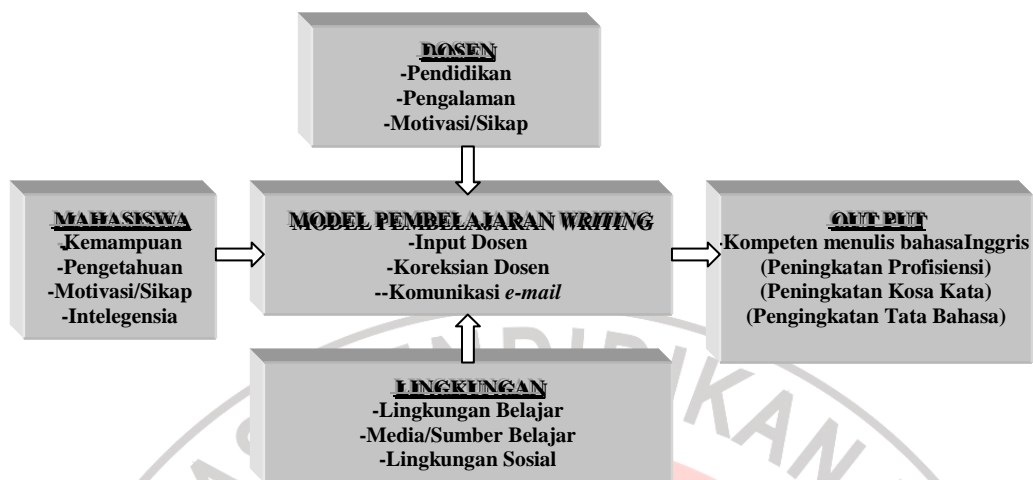 DOSEN
-Pendidikan
-Pengalaman
-Motivasi/Sikap
MAHASISWA
-Kemampuan
-Pengetahuan
-Motivasi/Sikap
-Intelegensia
MODEL PEMBELAJARAN WRITING
-Input Dosen
-Koreksian Dosen
--Komunikasi e-mail
OUT PUT
-Kompeten menulis bahasaInggris
(Peningkatan Profisiensi)
(Peningkatan Kosa Kata)
(Pengingkatan Tata Bahasa)
LINGKUNGAN
-Lingkungan Belajar
-Media/Sumber Belajar
-Lingkungan Sosial